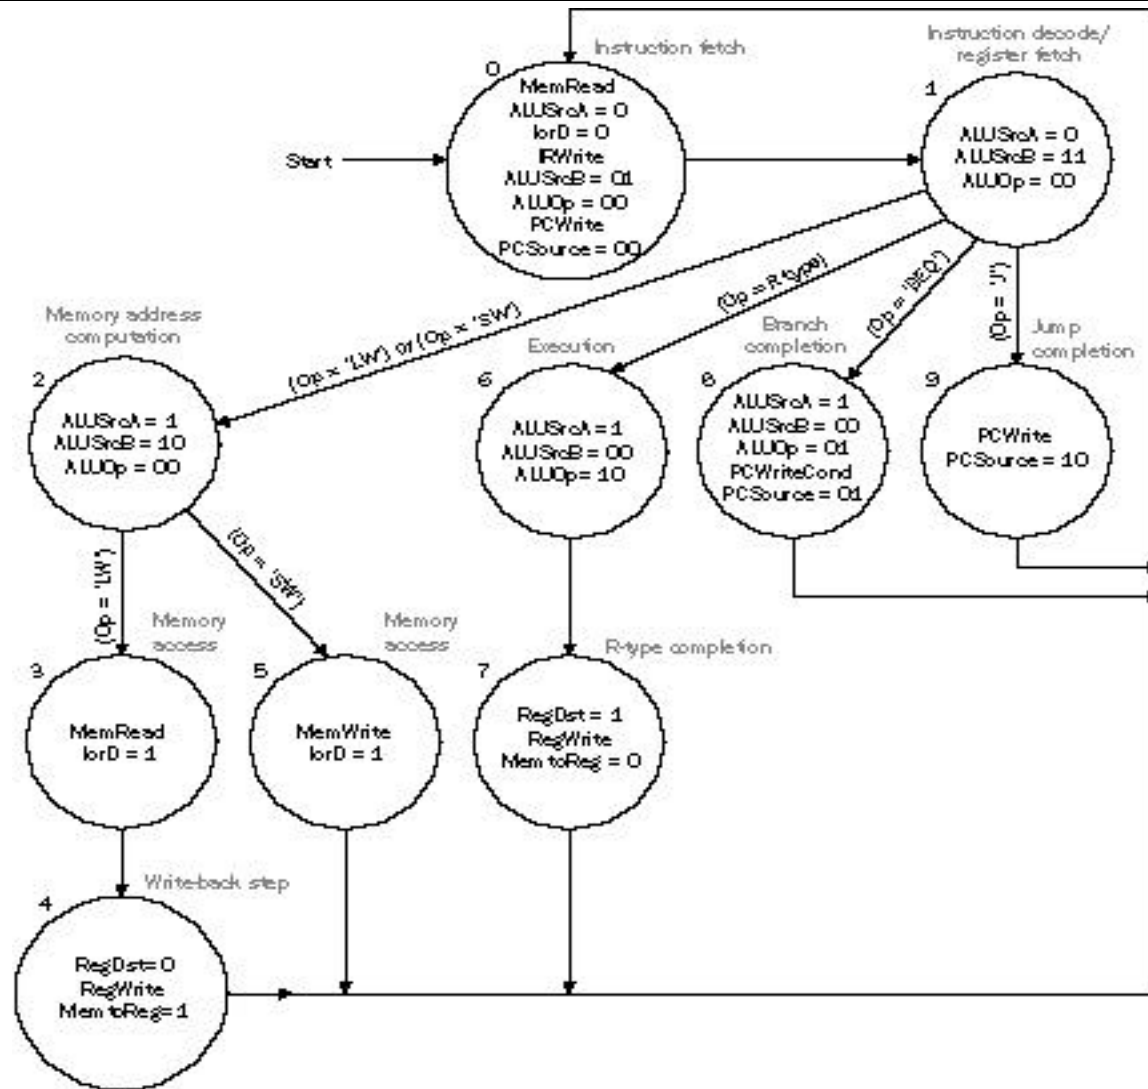 Instruction fetch
0
MemRead
ALUSrcA = 0
IorD = 0
IRWrite
ALUSrcB = 01
ALUOp = 00
PCWrite
PCSource = 00
Start
Instruction decode/
register fetch
1
ALUSrcA = 0
ALUSrcB = 11
ALUOp = 00
(Op = 'LW') or (Op = 'SW')
(Op = R-type)
(Op = 'BEQ')
(Op = 'J')
Memory address
computation
2
ALUSrcA = 1
ALUSrcB = 10
ALUOp = 00
Execution
6
ALUSrcA = 1
ALUSrcB = 00
ALUOp= 10
Branch
completion
8
ALUSrcA = 1
ALUSrcB = 00
ALUOp = 01
PCWriteCond
PCSource = 01
Jump
completion
9
PCWrite
PCSource = 10
(Op = 'LW')
(Op = 'SW')
Memory
access
3
MemRead
IorD = 1
Memory
access
5
MemWrite
IorD = 1
R-type completion
7
RegDst = 1
RegWrite
MemtoReg = 0
Write-back step
4
RegDst=0
RegWrite
MemtoReg=1